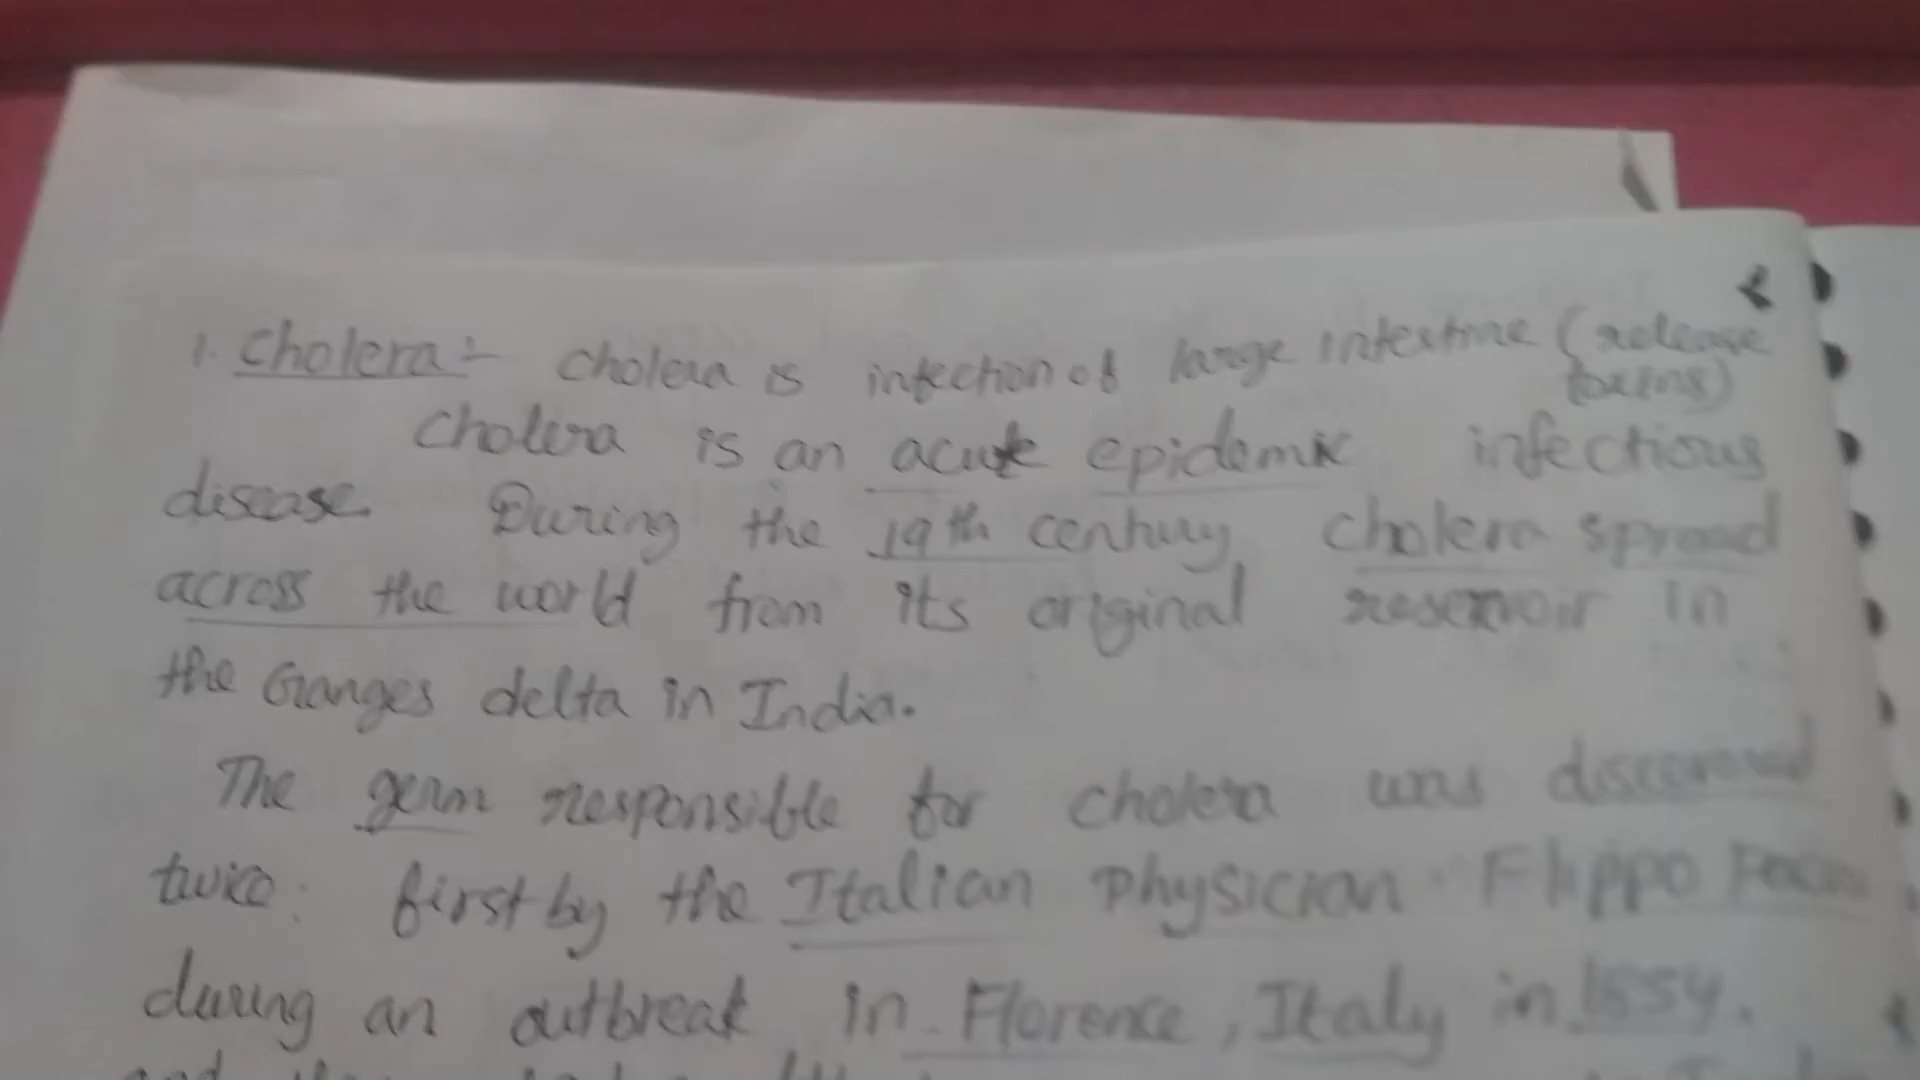 1. Cholera :- Cholera is infection of large intestine (release
toxins)
Cholera is an acute epidemic infectious
disease During the 19th century cholera spread
across the world from its original reservoir in
the Ganges delta in India.
The germ responsible for cholera was discovered
twice: first by the Italian physician Flippo
during an outbreak in Florence, Italy in 1854.
and